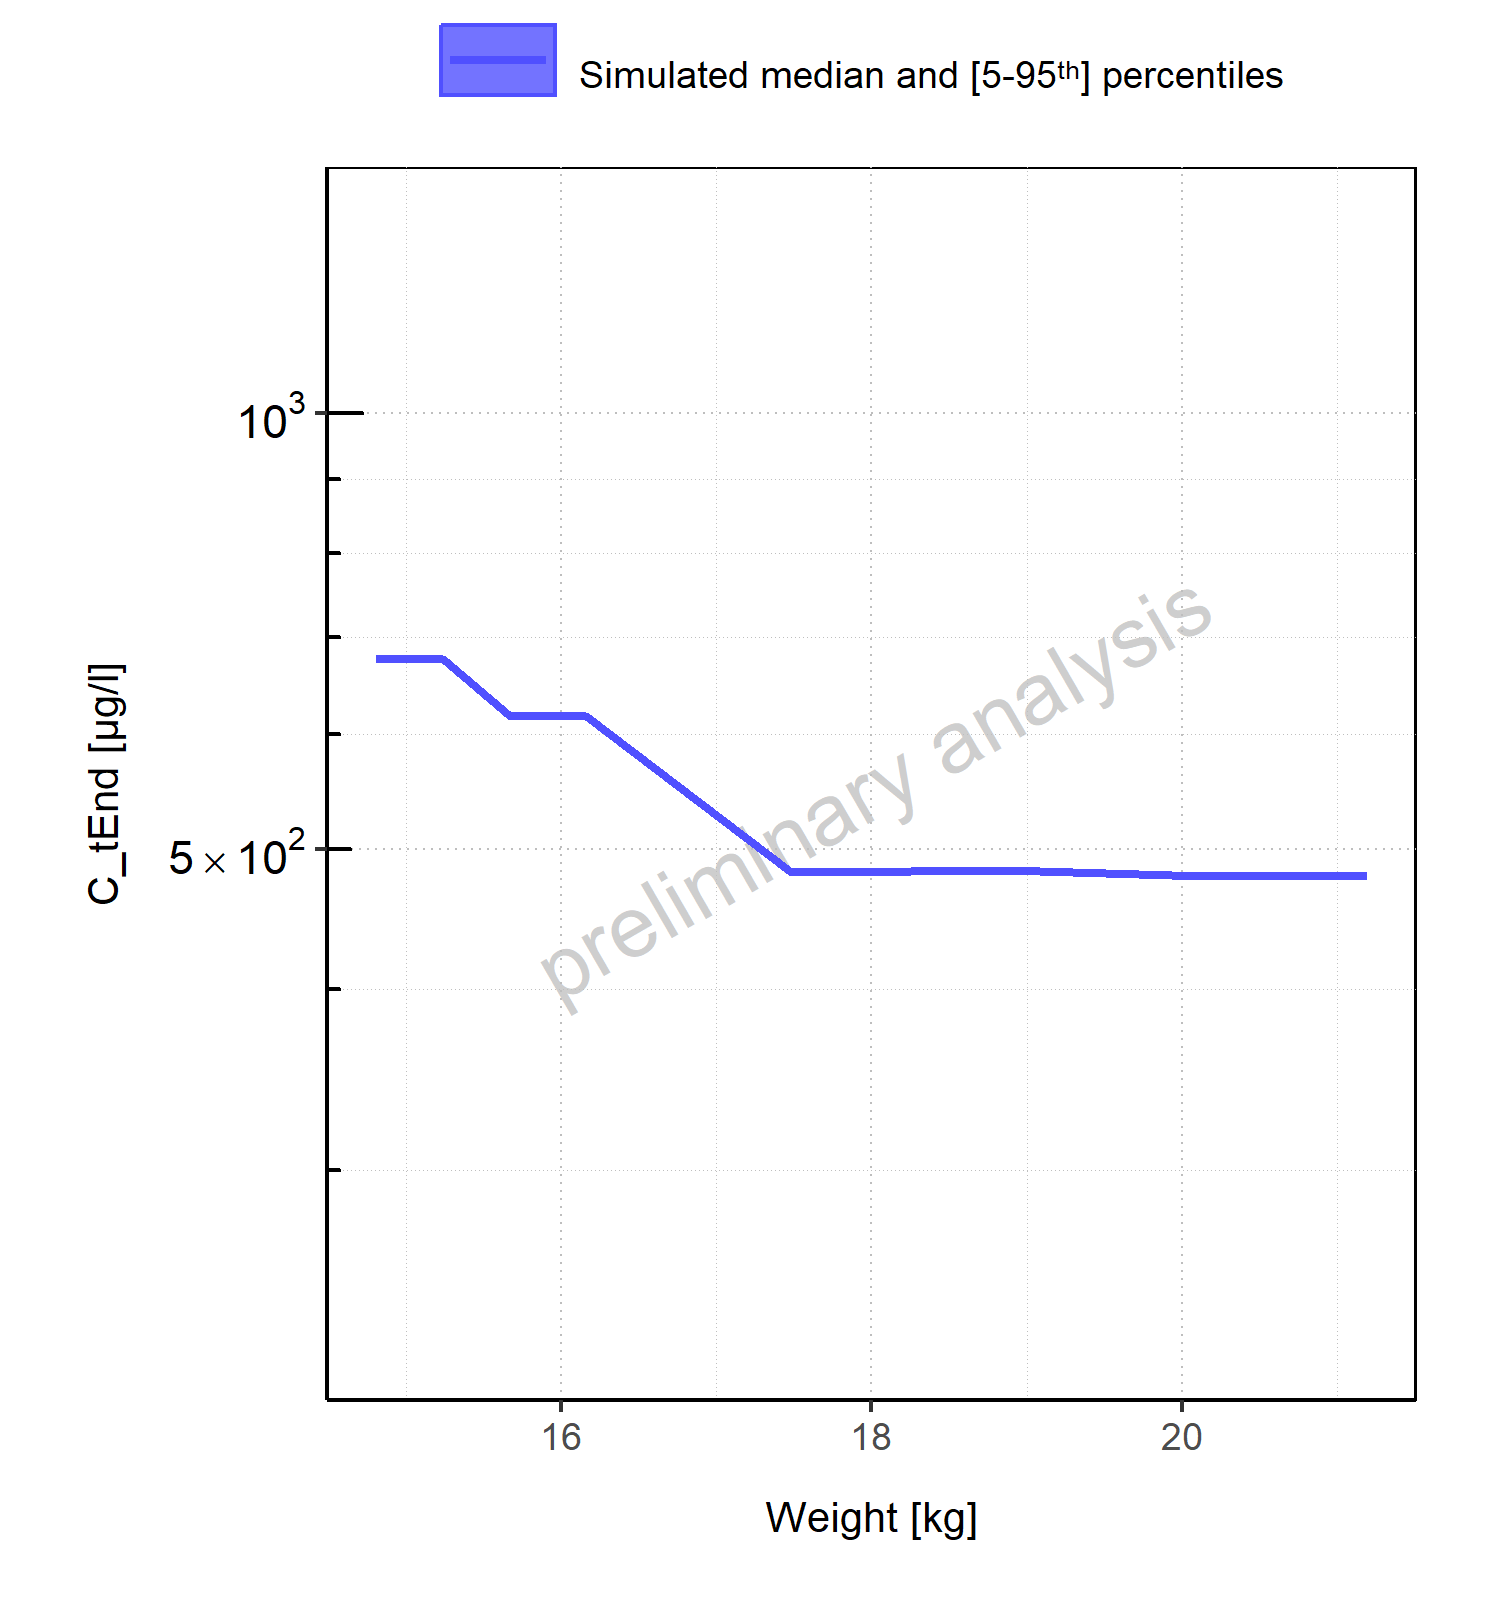 Simulated median and [5-95th] percentiles
10³
5 × 10²
C_tEnd [µg/l]
preliminary analysis
16 18 20
Weight [kg]